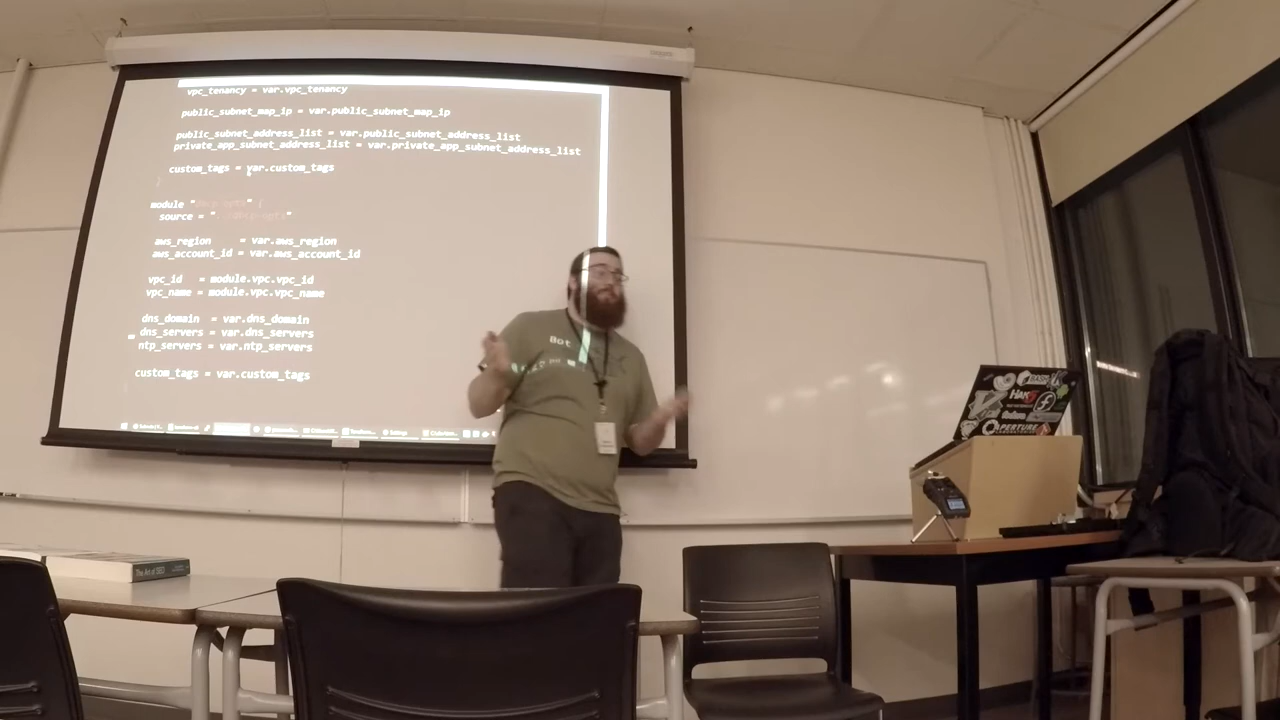 vpc_tenancy = var.vpc_tenancy
public_subnet_map_ip = var.public_subnet_map_ip
public_subnet_address_list = var.public_subnet_address_list
private_app_subnet_address_list = var.private_app_subnet_address_list
custom_tags = var.custom_tags
}
module " " {
source = " "
aws_region = var.aws_region
aws_account_id = var.aws_account_id
vpc_id = module.vpc.vpc_id
vpc_name = module.vpc.vpc_name
dns_domain = var.dns_domain
dns_servers = var.dns_servers
ntp_servers = var.ntp_servers
custom_tags = var.custom_tags
Bot
BASH
HAK5
APERTURE
The Art of SEO